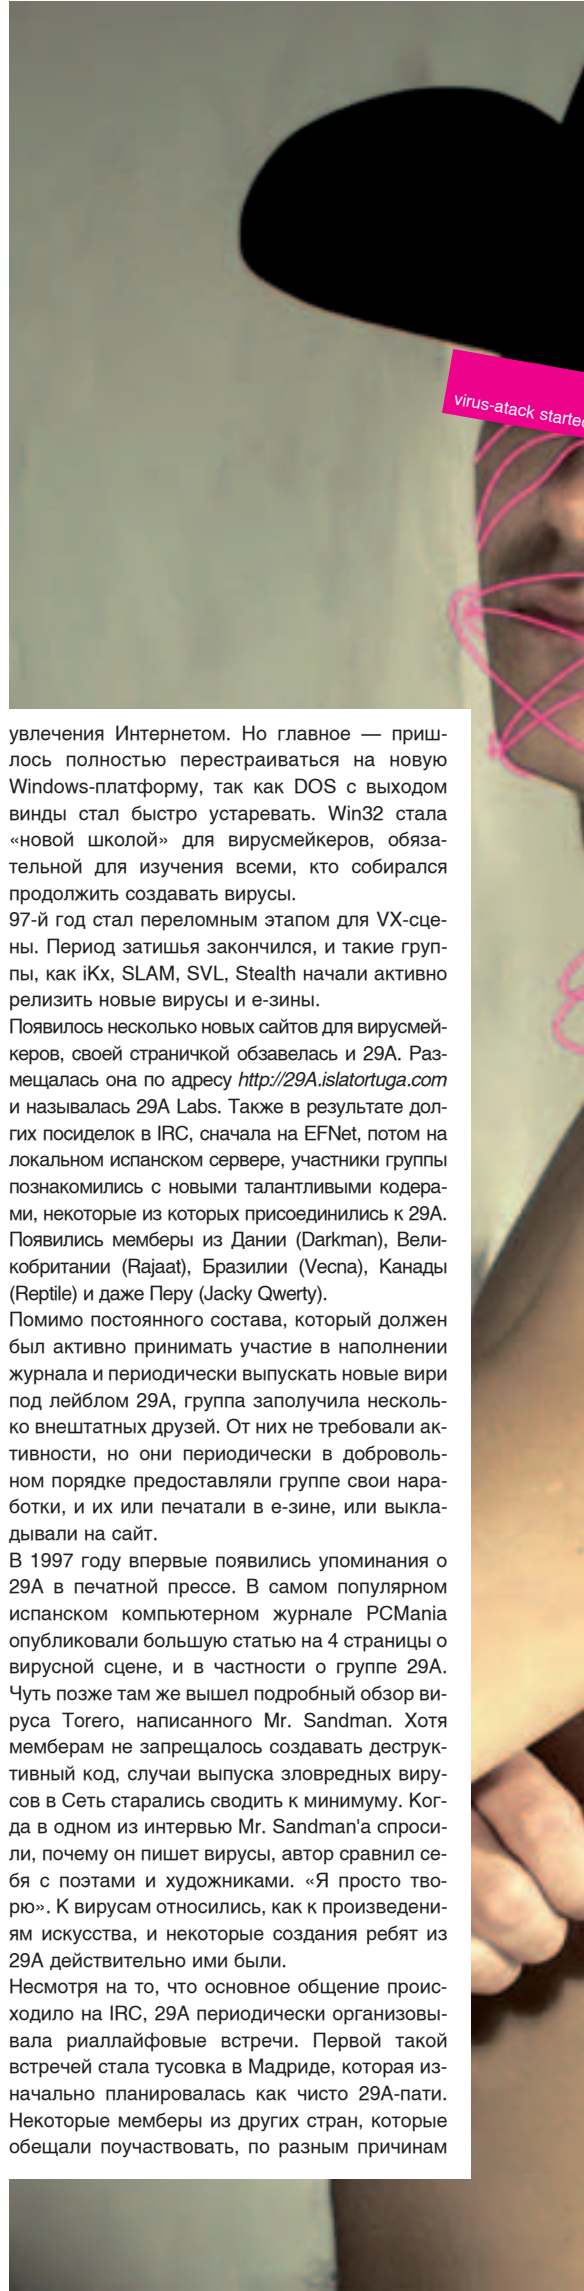 virus-atack started
увлечения Интернетом. Но главное — приш-
лось полностью перестраиваться на новую
Windows-платформу, так как DOS с выходом
винды стал быстро устаревать. Win32 стала
«новой школой» для вирусмейкеров, обяза-
тельной для изучения всеми, кто собирался
продолжить создавать вирусы.
97-й год стал переломным этапом для VX-сце-
ны. Период затишья закончился, и такие груп-
пы, как iKx, SLAM, SVL, Stealth начали активно
релизить новые вирусы и е-зины.
Появилось несколько новых сайтов для вирусмей-
керов, своей страничкой обзавелась и 29A. Раз-
мещалась она по адресу http://29A.islatortuga.com
и называлась 29A Labs. Также в результате дол-
гих посиделок в IRC, сначала на EFNet, потом на
локальном испанском сервере, участники группы
познакомились с новыми талантливыми кодера-
ми, некоторые из которых присоединились к 29A.
Появились мемберы из Дании (Darkman), Вели-
кобритании (Rajaat), Бразилии (Vecna), Канады
(Reptile) и даже Перу (Jacky Qwerty).
Помимо постоянного состава, который должен
был активно принимать участие в наполнении
журнала и периодически выпускать новые вири
под лейблом 29A, группа заполучила несколь-
ко внештатных друзей. От них не требовали ак-
тивности, но они периодически в доброволь-
ном порядке предоставляли группе свои нара-
ботки, и их или печатали в е-зине, или выкла-
дывали на сайт.
В 1997 году впервые появились упоминания о
29A в печатной прессе. В самом популярном
испанском компьютерном журнале PCMania
опубликовали большую статью на 4 страницы о
вирусной сцене, и в частности о группе 29A.
Чуть позже там же вышел подробный обзор ви-
руса Torero, написанного Mr. Sandman. Хотя
мемберам не запрещалось создавать деструк-
тивный код, случаи выпуска зловредных виру-
сов в Сеть старались сводить к минимуму. Ког-
да в одном из интервью Mr. Sandman'а спроси-
ли, почему он пишет вирусы, автор сравнил се-
бя с поэтами и художниками. «Я просто тво-
рю». К вирусам относились, как к произведени-
ям искусства, и некоторые создания ребят из
29A действительно ими были.
Несмотря на то, что основное общение проис-
ходило на IRC, 29A периодически организовы-
вала риаллайфовые встречи. Первой такой
встречей стала тусовка в Мадриде, которая из-
начально планировалась как чисто 29A-пати.
Некоторые мемберы из других стран, которые
обещали поучаствовать, по разным причинам